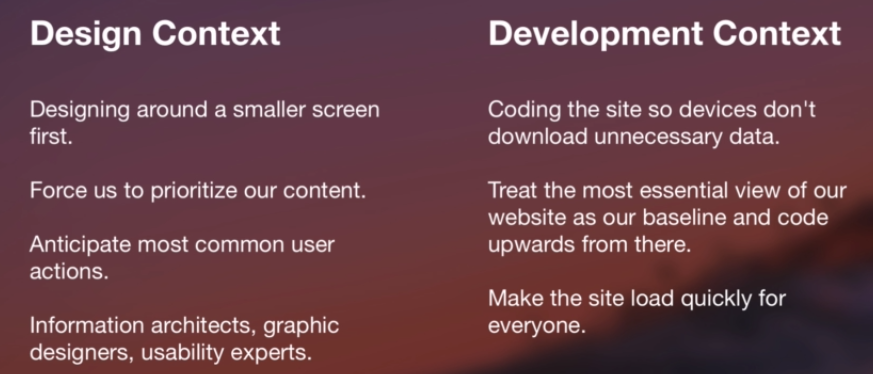 Design Context
Designing around a smaller screen
first.
Force us to prioritize our content.
Anticipate most common user
actions.
Information architects, graphic
designers, usability experts.
Development Context
Coding the site so devices don't
download unnecessary data.
Treat the most essential view of our
website as our baseline and code
upwards from there.
Make the site load quickly for
everyone.